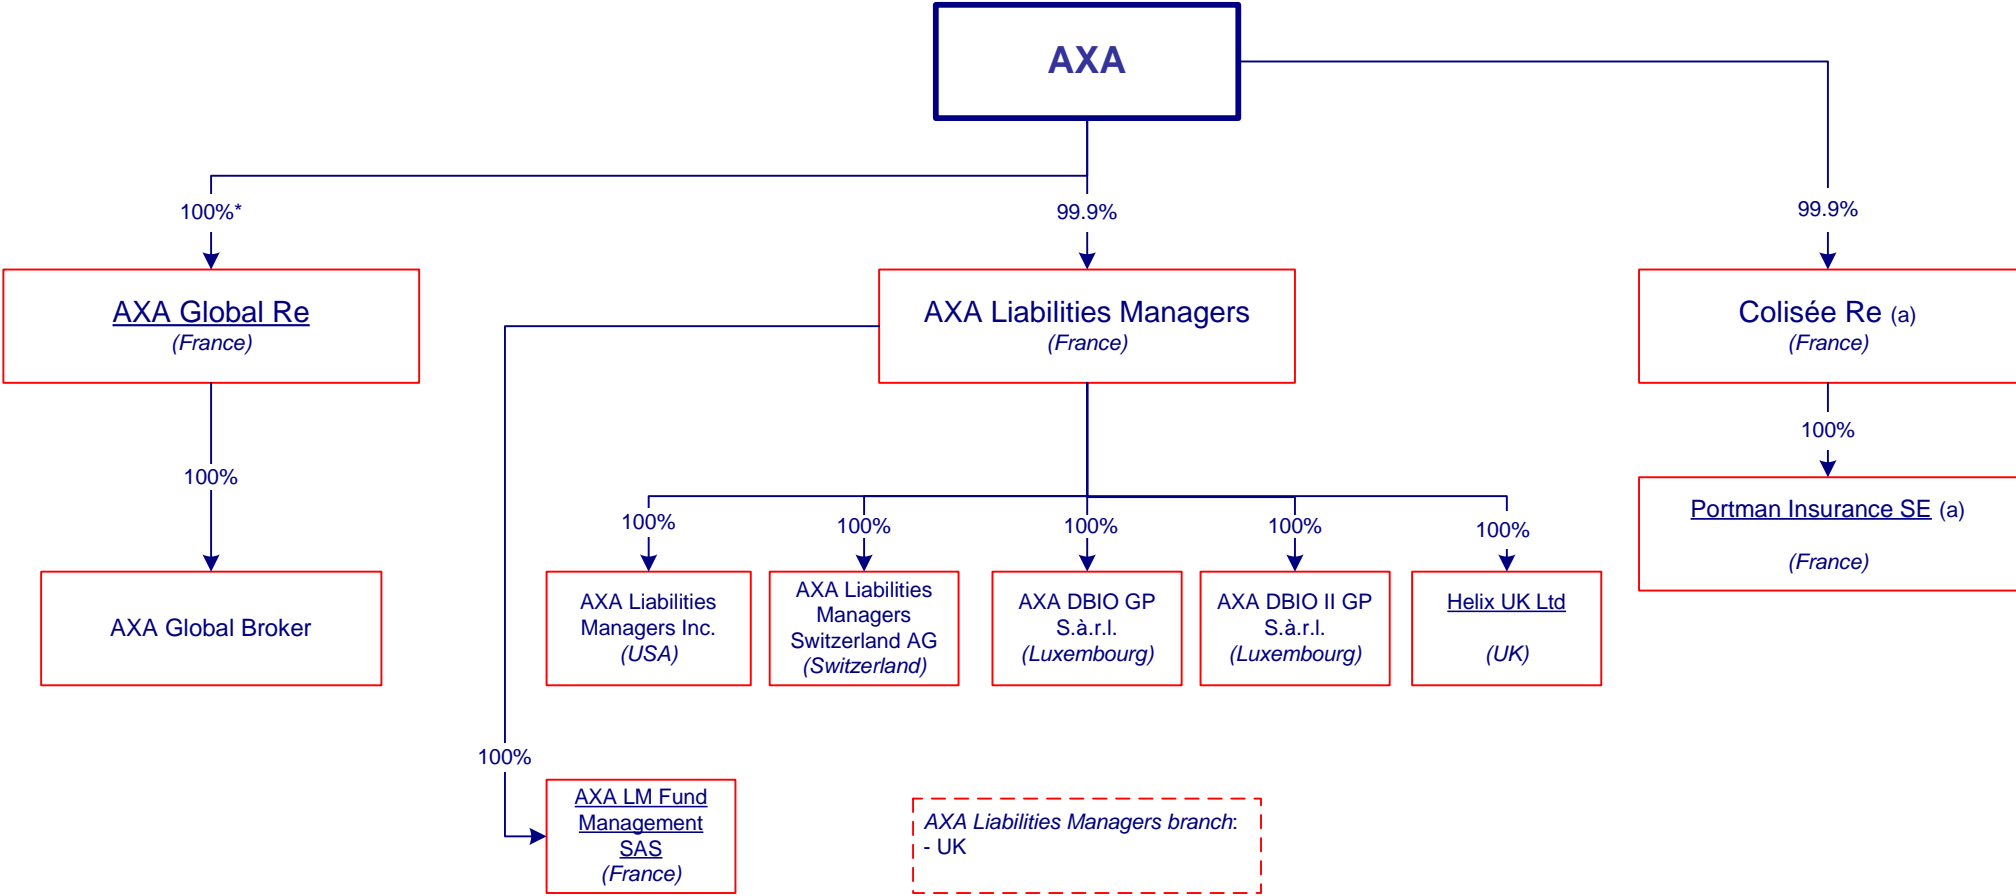 AXA
100%*
99.9%
99.9%
AXA Global Re
(France)
AXA Liabilities Managers
(France)
Colisée Re (a)
(France)
100%
100%
Portman Insurance SE (a)
(France)
100%
100%
100%
100%
100%
AXA Global Broker
AXA Liabilities
Managers Inc.
(USA)
AXA Liabilities
Managers
Switzerland AG
(Switzerland)
AXA DBIO GP
S.à.r.l.
(Luxembourg)
AXA DBIO II GP
S.à.r.l.
(Luxembourg)
Helix UK Ltd
(UK)
100%
AXA LM Fund
Management
SAS
(France)
AXA Liabilities Managers branch:
- UK